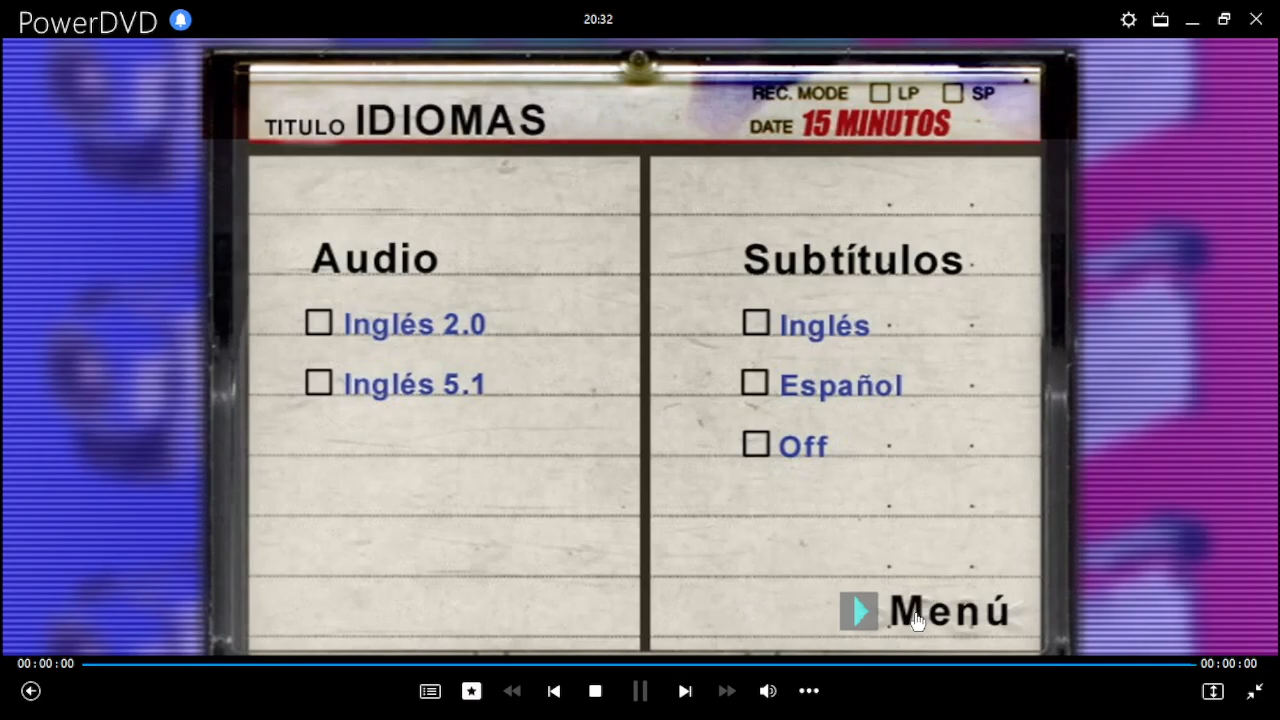 PowerDVD
20:32
REC. MODE LP SP
TITULO IDIOMAS
DATE 15 MINUTOS
Audio
Inglés 2.0
Inglés 5.1
Subtítulos
Inglés
Español
Off
Menú
00:00:00
00:00:00